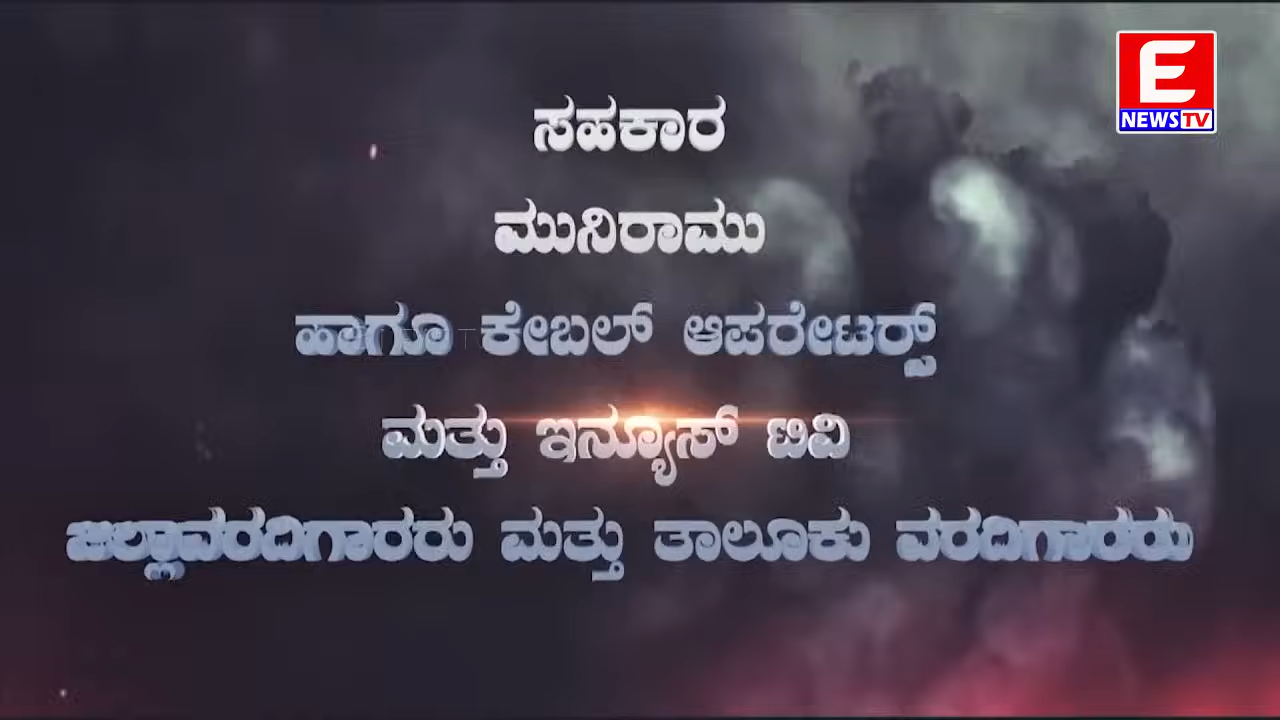 E
NEWS TV
ಸಹಕಾರ
ಮುನಿರಾಮು
ಹಾಗೂ ಕೇಬಲ್ ಆಪರೇಟರ‍್ಸ್
ಮತ್ತು ಇನ್ಯೂಸ್ ಟಿವಿ
ಜಿಲ್ಲಾವರದಿಗಾರರು ಮತ್ತು ತಾಲೂಕು ವರದಿಗಾರರು